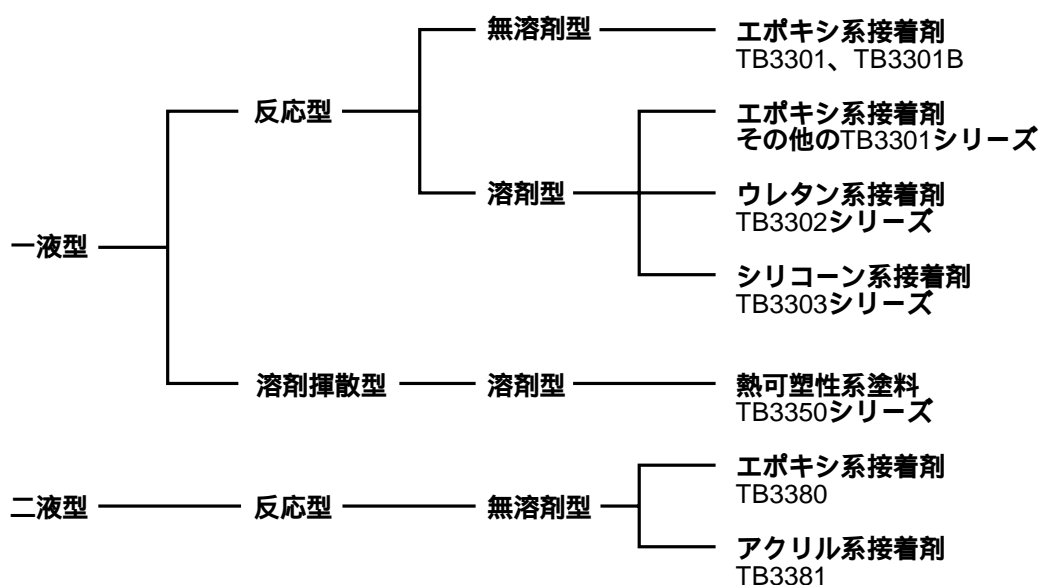 無溶剤型
エポキシ系接着剤
TB3301、TB3301B
反応型
エポキシ系接着剤
その他のTB3301シリーズ
溶剤型
ウレタン系接着剤
TB3302シリーズ
一液型
シリコーン系接着剤
TB3303シリーズ
溶剤揮散型
溶剤型
熱可塑性系塗料
TB3350シリーズ
エポキシ系接着剤
TB3380
二液型
反応型
無溶剤型
アクリル系接着剤
TB3381